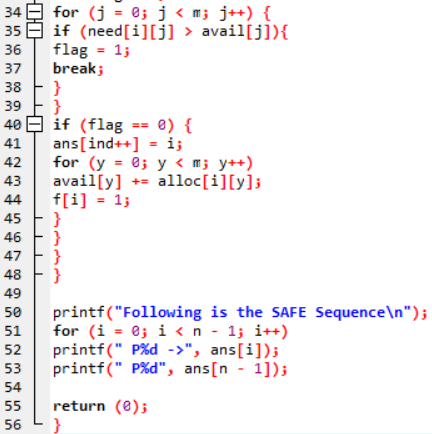 34 for (j = 0; j < m; j++) {
35 if (need[i][j] > avail[j]){
36 flag = 1;
37 break;
38 }
39 }
40 if (flag == 0) {
41 ans[ind++] = i;
42 for (y = 0; y < m; y++)
43 avail[y] += alloc[i][y];
44 f[i] = 1;
45 }
46 }
47 }
48 }
49
50 printf("Following is the SAFE Sequence\n");
51 for (i = 0; i < n - 1; i++)
52 printf(" P%d ->", ans[i]);
53 printf(" P%d", ans[n - 1]);
54
55 return (0);
56 }